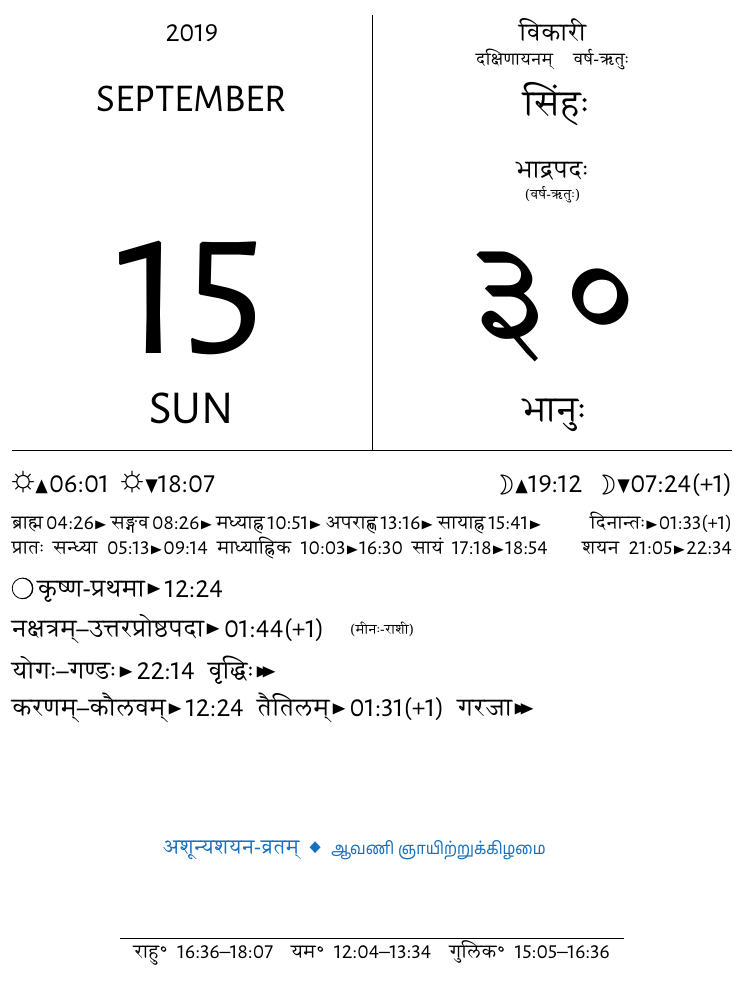 2019
SEPTEMBER
15
SUN
विकारी
दक्षिणायनम् वर्ष-ऋतुः
सिंहः
भाद्रपदः
(वर्ष-ऋतुः)
३०
भानुः
☼▲06:01 ☼▼18:07 ☽▲19:12 ☽▼07:24(+1)
ब्राह्म 04:26► सङ्गव 08:26► मध्याह्न 10:51► अपराह्ण 13:16► सायाह्न 15:41► दिनान्तः►01:33(+1)
प्रातः सन्ध्या 05:13►09:14 माध्याह्निक 10:03►16:30 सायं 17:18►18:54 शयन 21:05►22:34
◯कृष्ण-प्रथमा►12:24
नक्षत्रम्–उत्तरप्रोष्ठपदा►01:44(+1) (मीनः-राशी)
योगः–गण्डः►22:14 वृद्धिः►►
करणम्–कौलवम्►12:24 तैतिलम्►01:31(+1) गरजा►►
अशून्यशयन-व्रतम् ◆ ஆவணி ஞாயிற்றுக்கிழமை
राहु° 16:36–18:07 यम° 12:04–13:34 गुलिक° 15:05–16:36